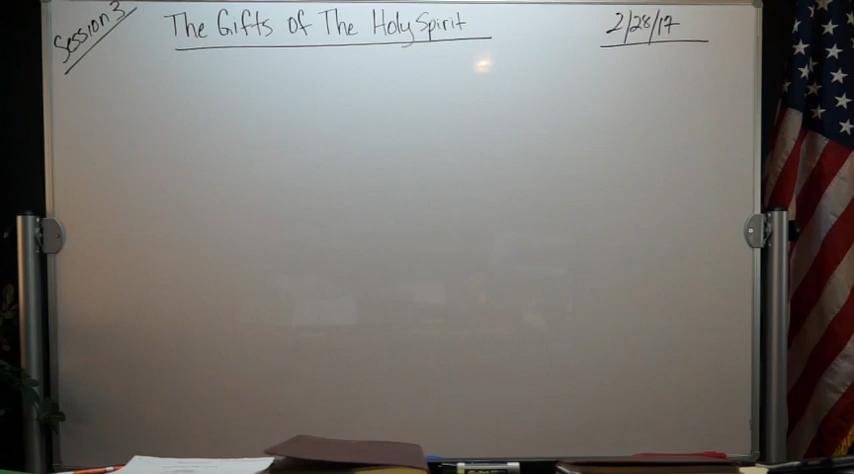 Session 3
The Gifts of The Holy Spirit
2/28/17